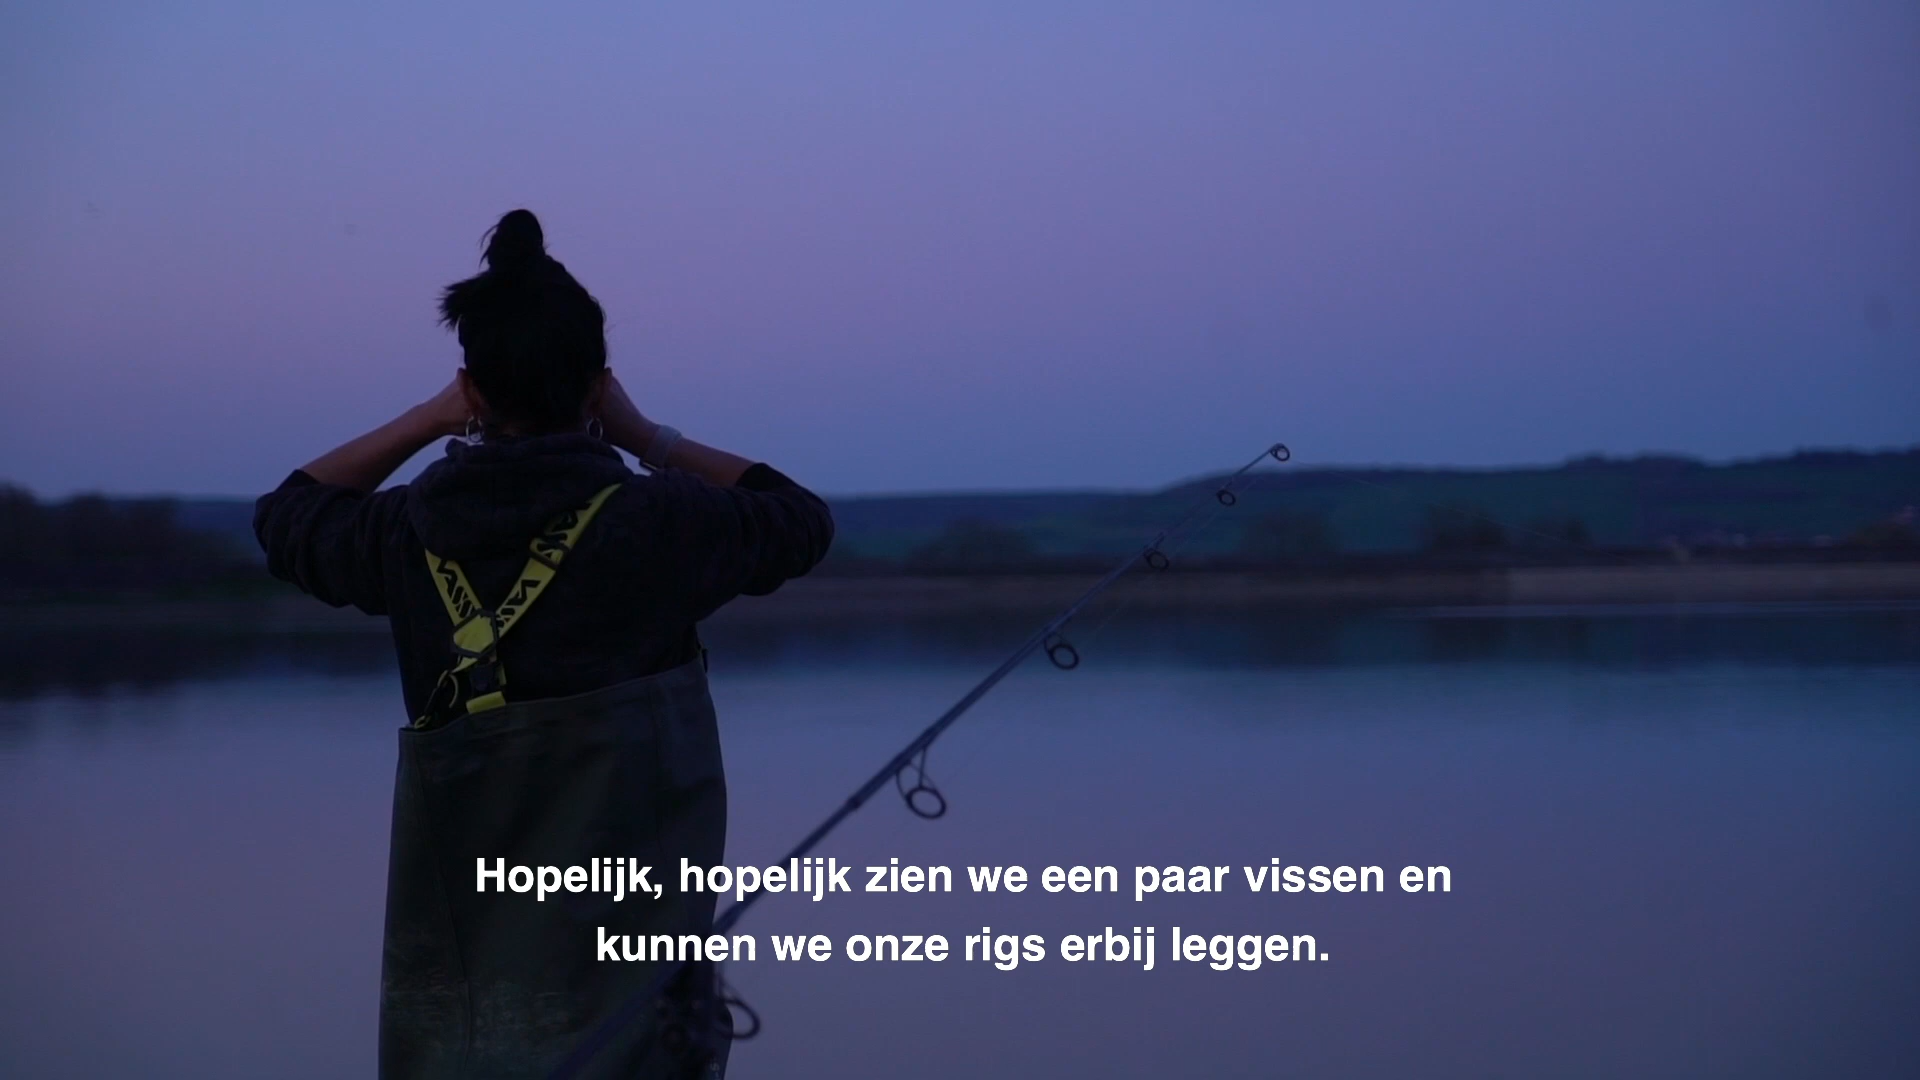 Hopelijk, hopelijk zien we een paar vissen en
kunnen we onze rigs erbij leggen.